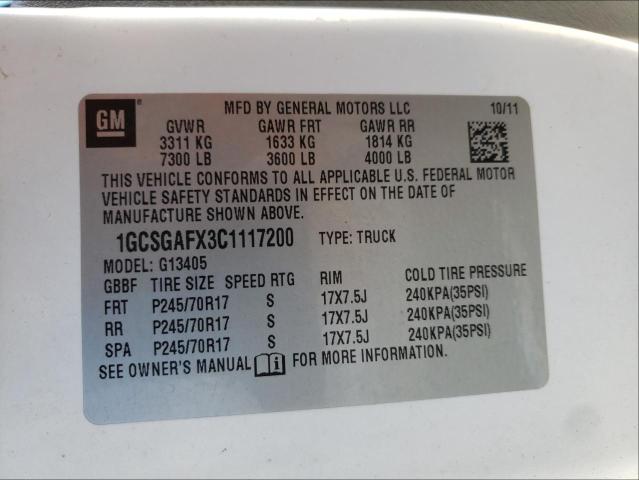 GM ® MFD BY GENERAL MOTORS LLC 10/11
GVWR GAWR FRT GAWR RR
3311 KG 1633 KG 1814 KG
7300 LB 3600 LB 4000 LB
THIS VEHICLE CONFORMS TO ALL APPLICABLE U.S. FEDERAL MOTOR
VEHICLE SAFETY STANDARDS IN EFFECT ON THE DATE OF
MANUFACTURE SHOWN ABOVE.
1GCSGAFX3C1117200 TYPE: TRUCK
MODEL: G13405
GBBF TIRE SIZE SPEED RTG RIM COLD TIRE PRESSURE
FRT P245/70R17 S 17X7.5J 240KPA(35PSI)
RR P245/70R17 S 17X7.5J 240KPA(35PSI)
SPA P245/70R17 S 17X7.5J 240KPA(35PSI)
SEE OWNER'S MANUAL i FOR MORE INFORMATION.